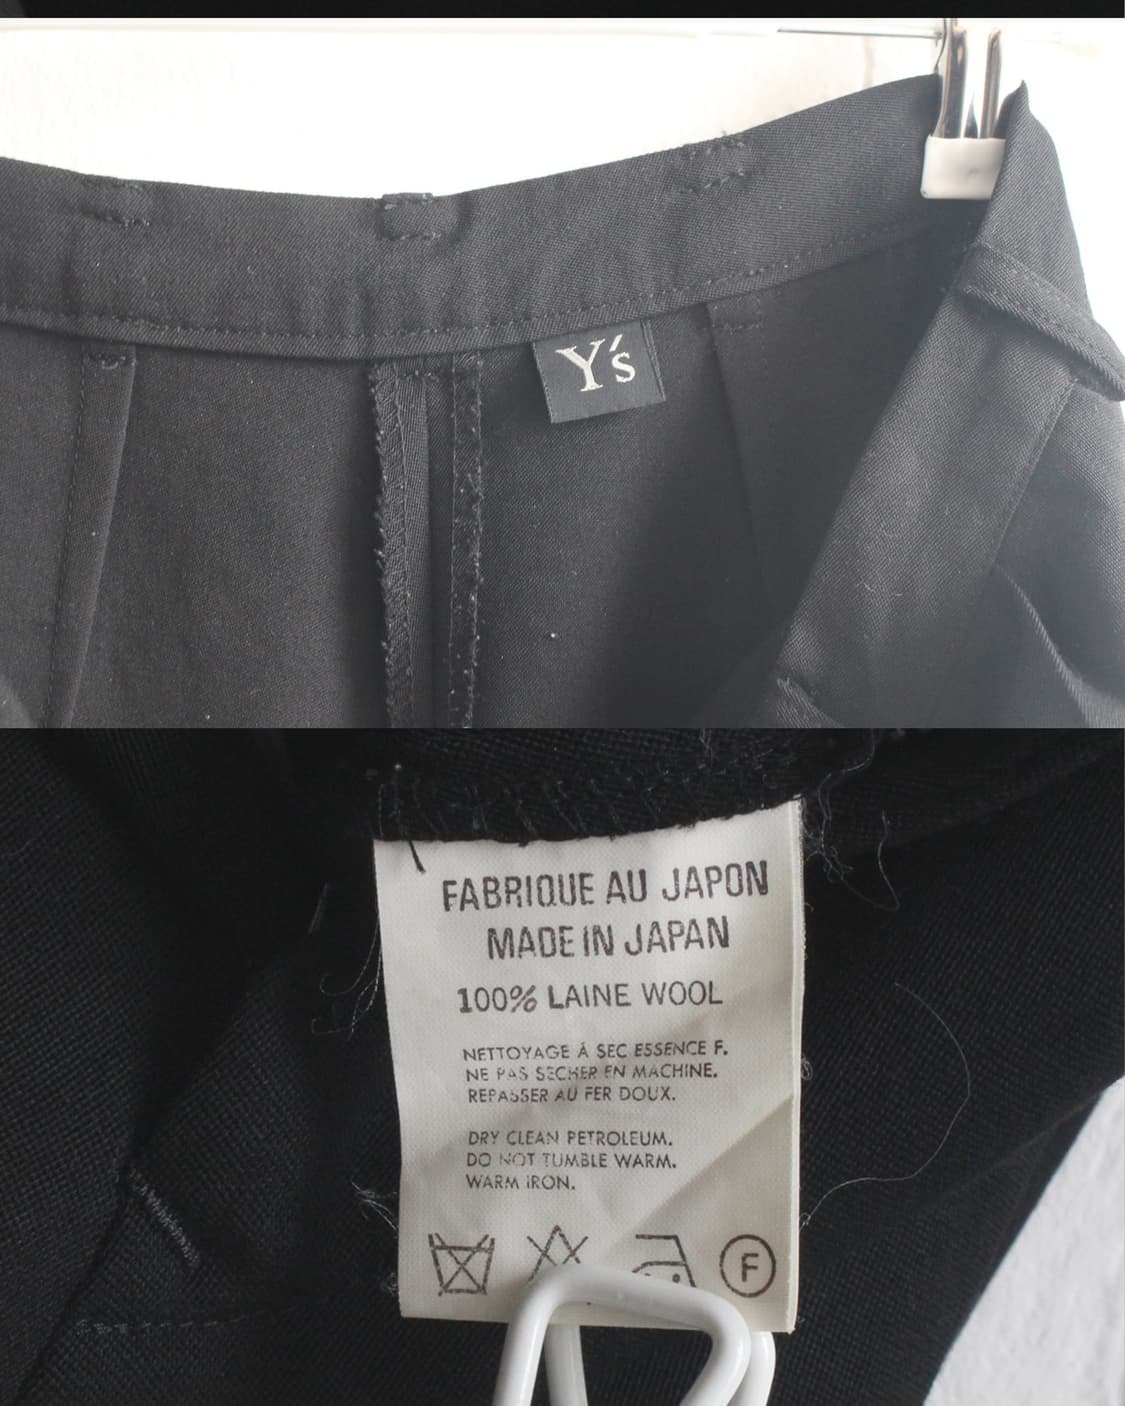 Y's
FABRIQUE AU JAPON
MADE IN JAPAN
100% LAINE WOOL
NETTOYAGE À SEC ESSENCE F.
NE PAS SECHER EN MACHINE.
REPASSER AU FER DOUX.
DRY CLEAN PETROLEUM.
DO NOT TUMBLE WARM.
WARM IRON.
F